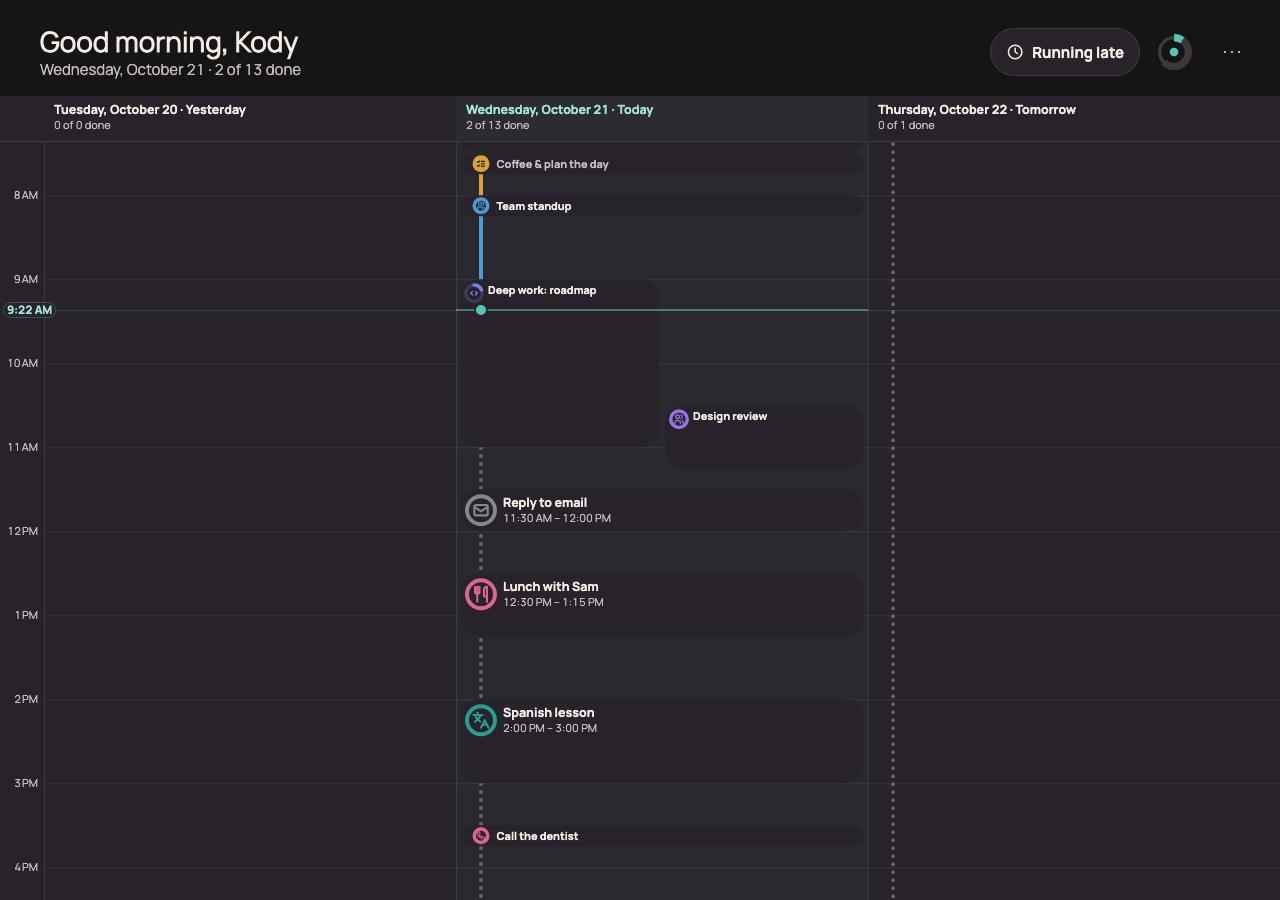 Good morning, Kody
Wednesday, October 21 · 2 of 13 done
Running late
Tuesday, October 20 · Yesterday
0 of 0 done
Wednesday, October 21 · Today
2 of 13 done
Thursday, October 22 · Tomorrow
0 of 1 done
Coffee & plan the day
8 AM
Team standup
9 AM
Deep work: roadmap
9:22 AM
10 AM
Design review
11 AM
Reply to email
11:30 AM – 12:00 PM
12 PM
Lunch with Sam
12:30 PM – 1:15 PM
1 PM
2 PM
Spanish lesson
2:00 PM – 3:00 PM
3 PM
Call the dentist
4 PM